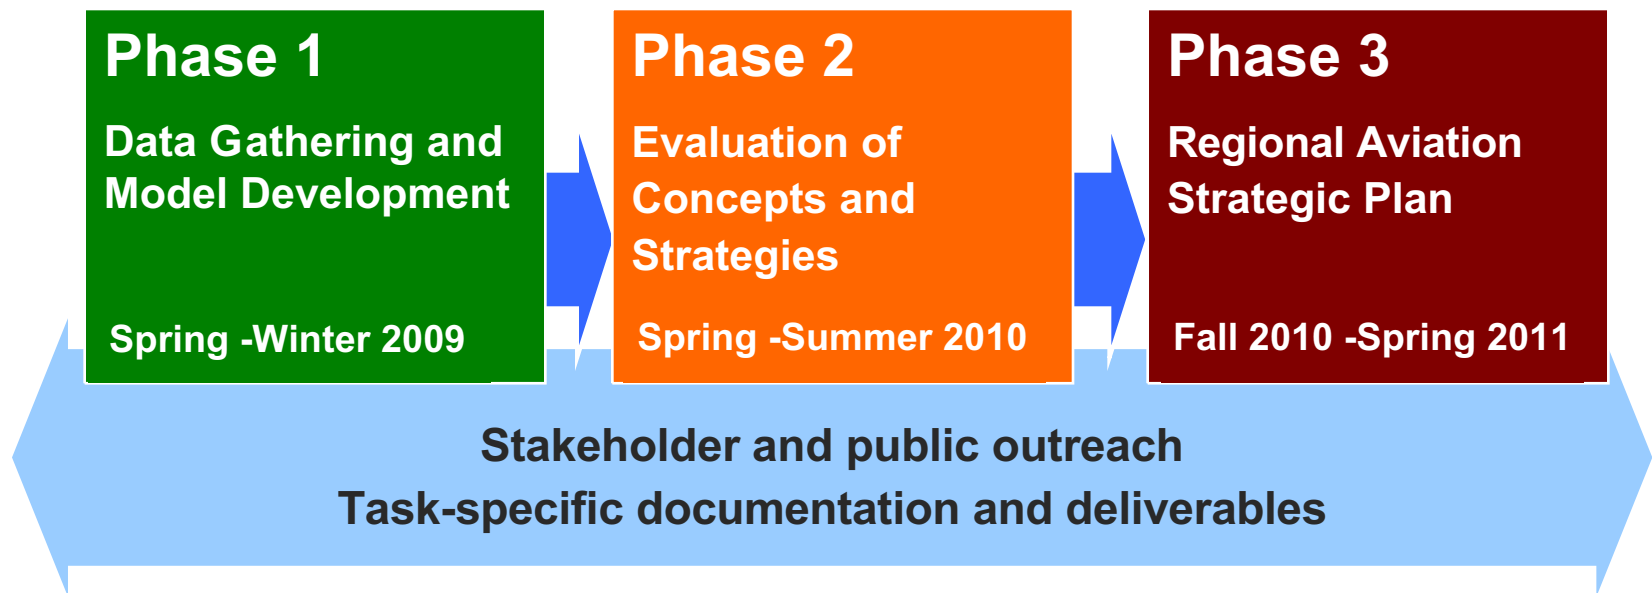 Phase 1
Data Gathering and
Model Development
Spring -Winter 2009
Phase 2
Evaluation of
Concepts and
Strategies
Spring -Summer 2010
Phase 3
Regional Aviation
Strategic Plan
Fall 2010 -Spring 2011
Stakeholder and public outreach
Task-specific documentation and deliverables